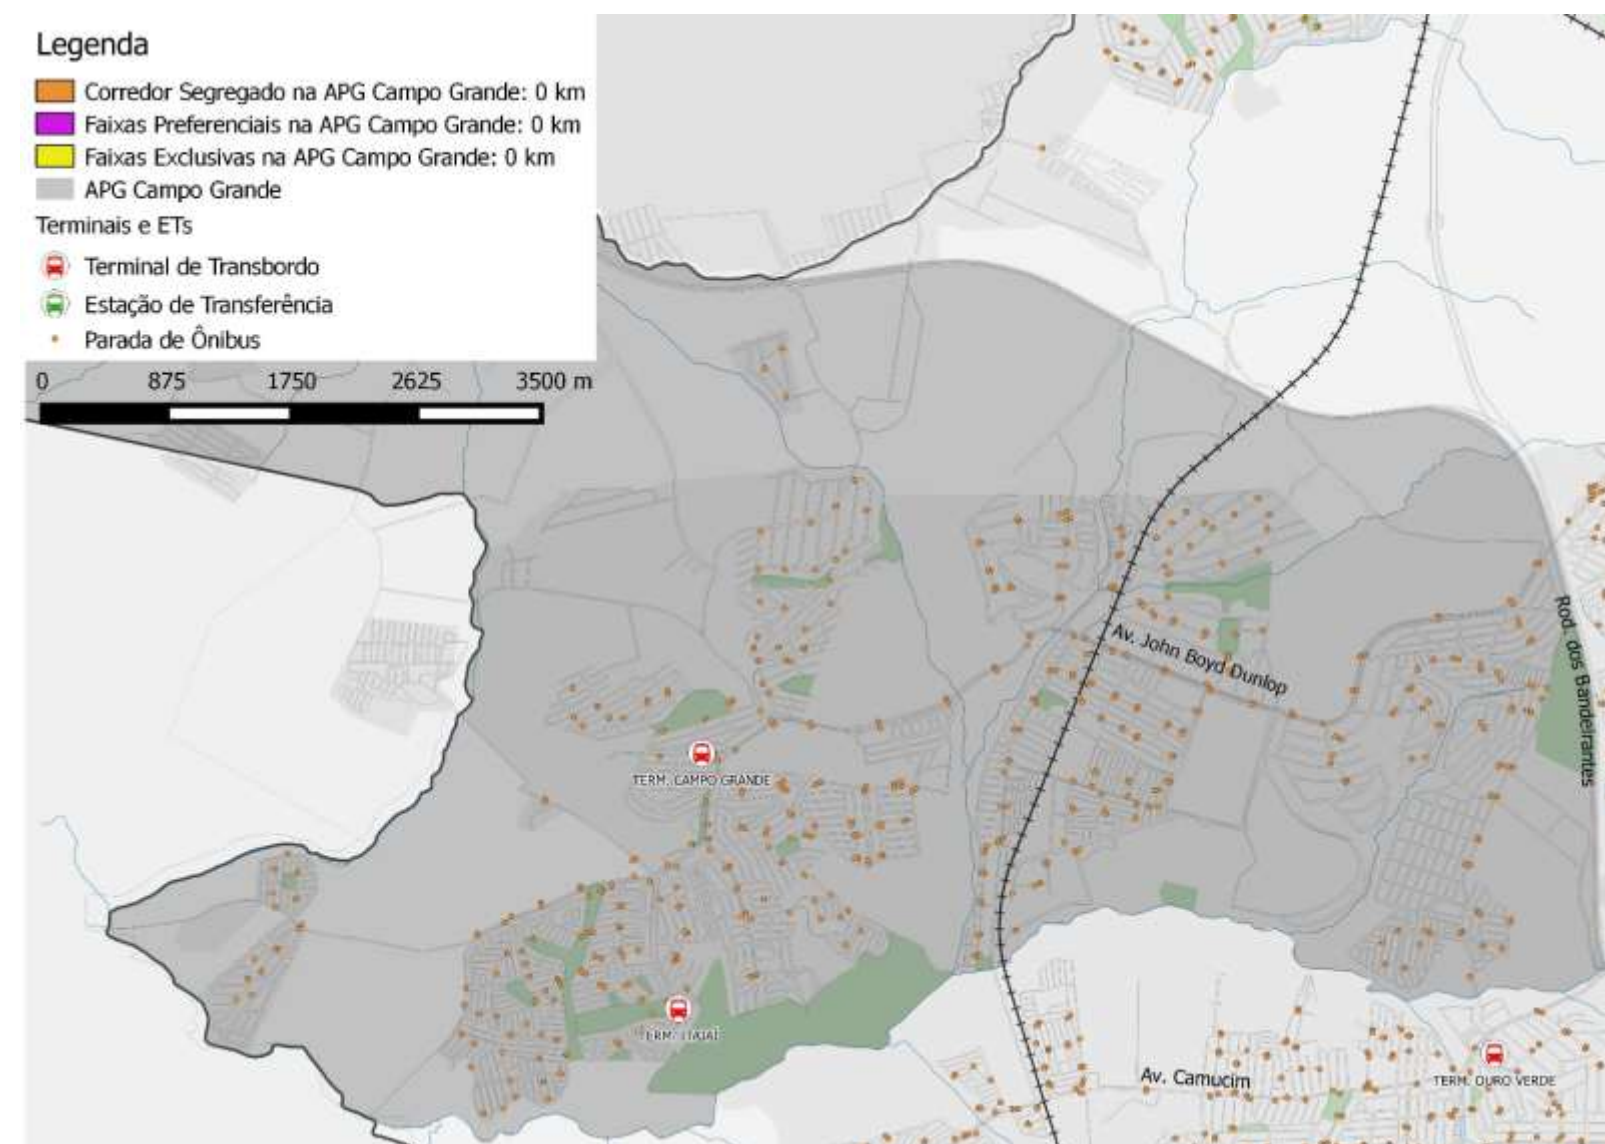 Legenda
Corredor Segregado na APG Campo Grande: 0 km
Faixas Preferenciais na APG Campo Grande: 0 km
Faixas Exclusivas na APG Campo Grande: 0 km
APG Campo Grande
Terminais e ETs
Terminal de Transbordo
Estação de Transferência
Parada de Ônibus
0 875 1750 2625 3500 m
Rod. dos Bandeirantes
Av. John Boyd Dunlop
TERM. CAMPO GRANDE
TERM. ITAJAÍ
Av. Camucim
TERM. OURO VERDE